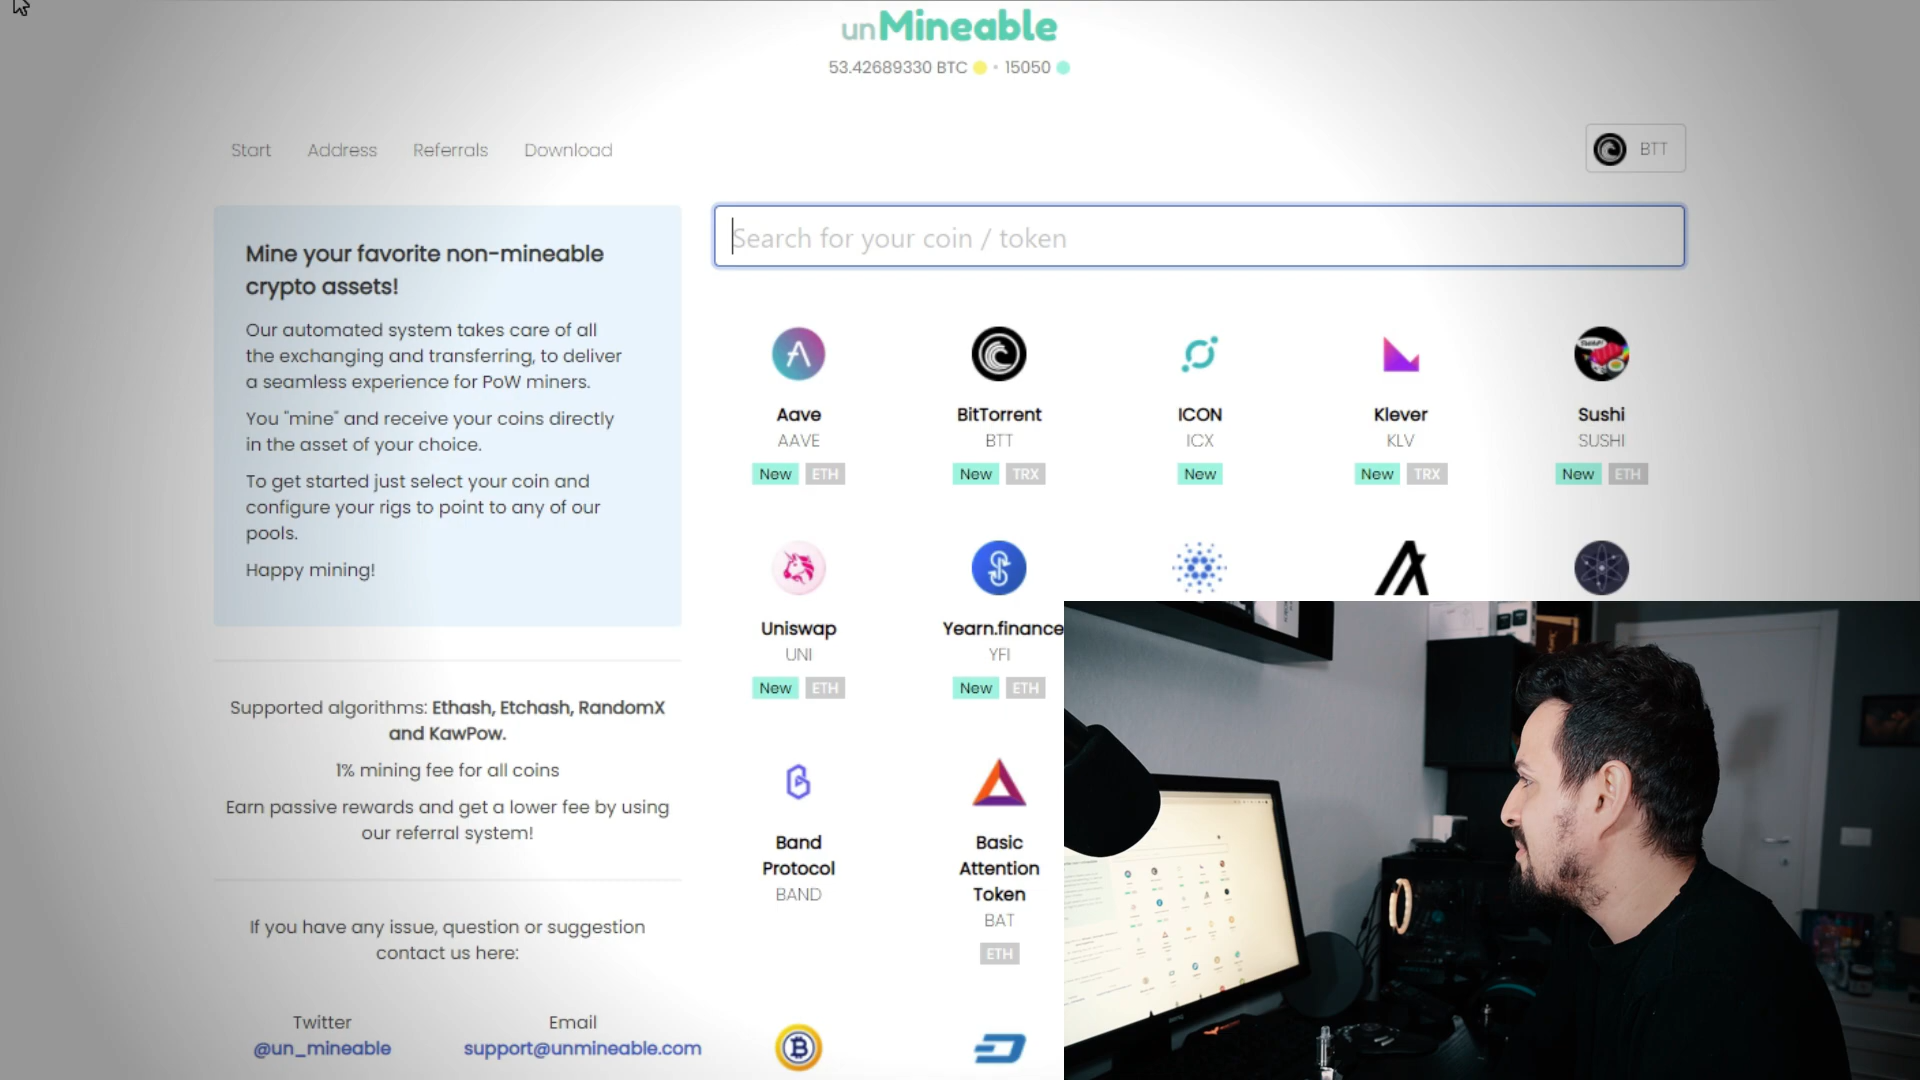 unMineable
53.42689330 BTC • 15050
Start Address Referrals Download
BTT
Mine your favorite non-mineable
crypto assets!
Our automated system takes care of all
the exchanging and transferring, to deliver
a seamless experience for PoW miners.
You "mine" and receive your coins directly
in the asset of your choice.
To get started just select your coin and
configure your rigs to point to any of our
pools.
Happy mining!
Supported algorithms: Ethash, Etchash, RandomX
and KawPow.
1% mining fee for all coins
Earn passive rewards and get a lower fee by using
our referral system!
If you have any issue, question or suggestion
contact us here:
Twitter
@un_mineable
Email
support@unmineable.com
Search for your coin / token
Aave
AAVE
New ETH
BitTorrent
BTT
New TRX
ICON
ICX
New
Klever
KLV
New TRX
Sushi
SUSHI
New ETH
Uniswap
UNI
New ETH
Yearn.finance
YFI
New ETH
Band
Protocol
BAND
Basic
Attention
Token
BAT
ETH